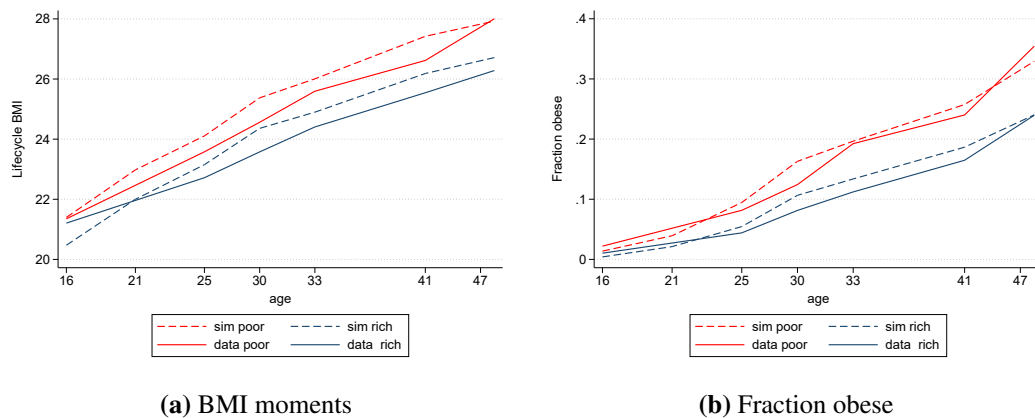 28
26
24
22
20
Lifecycle BMI
16 21 25 30 33 41 47
age
sim poor sim rich
data poor data rich
(a) BMI moments
.4
.3
.2
.1
0
Fraction obese
16 21 25 30 33 41 47
age
sim poor sim rich
data poor data rich
(b) Fraction obese